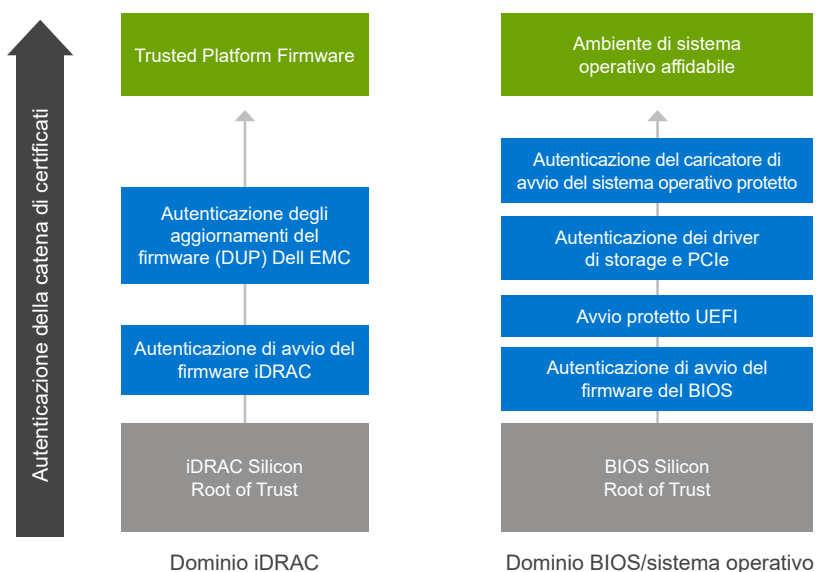 Autenticazione della catena di certificati
Trusted Platform Firmware
Autenticazione degli
aggiornamenti del
firmware (DUP) Dell EMC
Autenticazione di avvio del
firmware iDRAC
iDRAC Silicon
Root of Trust
Dominio iDRAC
Ambiente di sistema
operativo affidabile
Autenticazione del caricatore di
avvio del sistema operativo protetto
Autenticazione dei driver
di storage e PCIe
Avvio protetto UEFI
Autenticazione di avvio del
firmware del BIOS
BIOS Silicon
Root of Trust
Dominio BIOS/sistema operativo